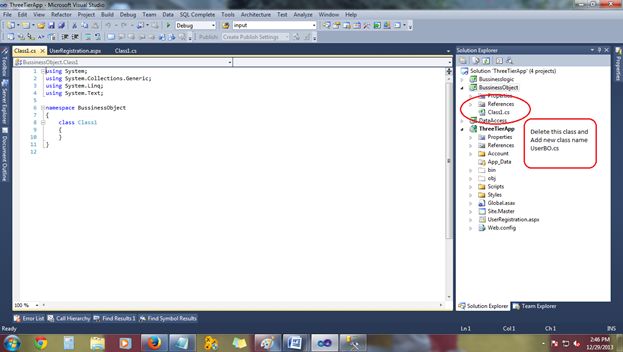 ThreeTierApp - Microsoft Visual Studio
File Edit View Refactor Project Build Debug Team Data SQL Complete Tools Architecture Test Analyze Window Help
Debug input
Publish: Create Publish Settings
Class1.cs UserRegistration.aspx Class1.cs
BussinessObject.Class1
1 using System;
2 using System.Collections.Generic;
3 using System.Linq;
4 using System.Text;
5
6 namespace BussinessObject
7 {
8 class Class1
9 {
10 }
11 }
12
100 %
Toolbox
Server Explorer
Document Outline
Solution Explorer
Solution 'ThreeTierApp' (4 projects)
Bussinesslogic
BussinessObject
Properties
References
Class1.cs
DataAccess
ThreeTierApp
Properties
References
Account
App_Data
bin
obj
Scripts
Styles
Global.asax
Site.Master
UserRegistration.aspx
Web.config
Delete this class and
Add new class name
UserBO.cs
Properties
Solution Explorer Team Explorer
Error List Call Hierarchy Find Results 1 Find Symbol Results
Ready Ln 1 Col 1 Ch 1 INS
2:46 PM
12/29/2013